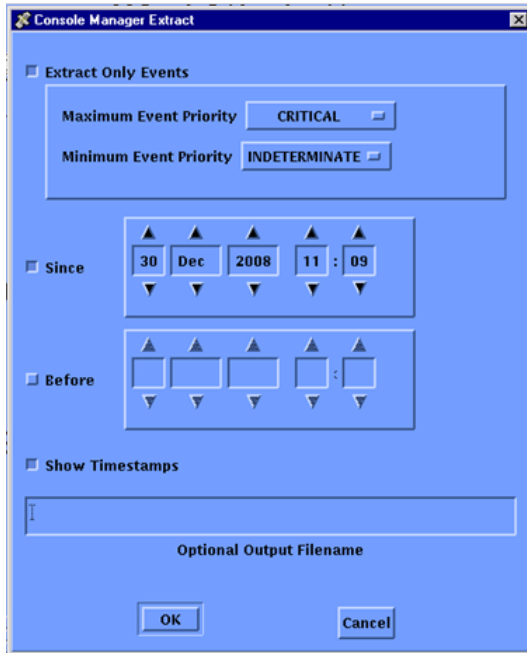 Console Manager Extract
Extract Only Events
Maximum Event Priority CRITICAL
Minimum Event Priority INDETERMINATE
Since 30 Dec 2008 11 : 09
Before :
Show Timestamps
Optional Output Filename
OK Cancel